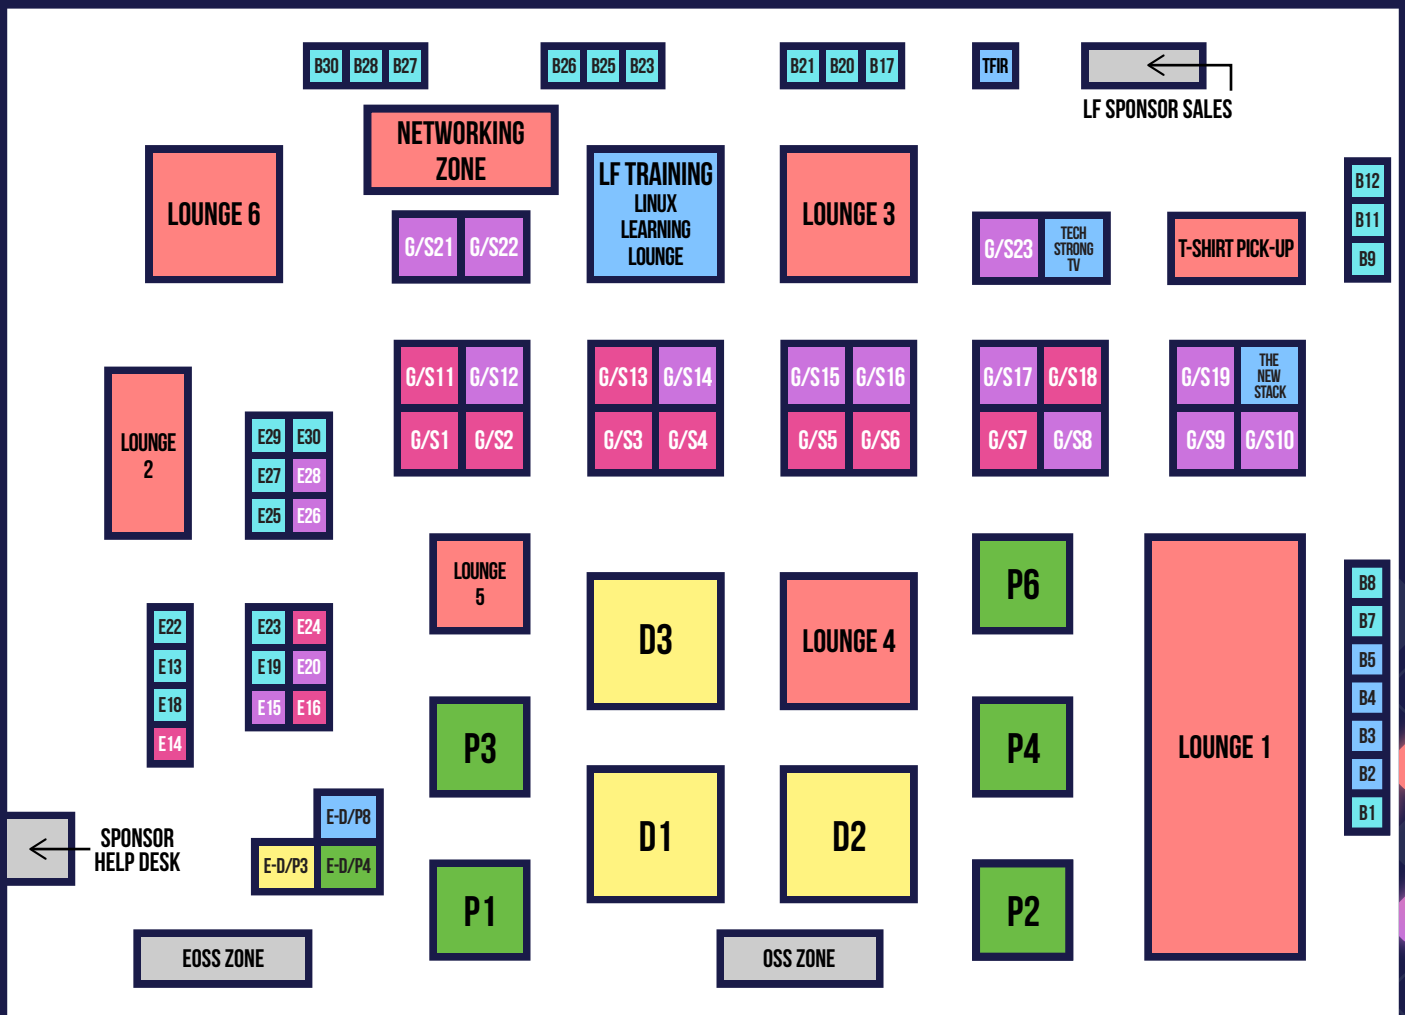 B30 B28 B27
B26 B25 B23
B21 B20 B17
TFIR
LF SPONSOR SALES
NETWORKING
ZONE
LOUNGE 6
LF TRAINING
LINUX
LEARNING
LOUNGE
LOUNGE 3
B12
B11
B9
G/S21 G/S22
G/S23
TECH
STRONG
TV
T-SHIRT PICK-UP
G/S11 G/S12
G/S1 G/S2
G/S13 G/S14
G/S3 G/S4
G/S15 G/S16
G/S5 G/S6
G/S17 G/S18
G/S7 G/S8
G/S19
THE
NEW
STACK
G/S9 G/S10
LOUNGE
2
E29 E30
E27 E28
E25 E26
LOUNGE
5
D3
LOUNGE 4
P6
E22
E13
E18
E14
E23 E24
E19 E20
E15 E16
P3
P4
LOUNGE 1
B8
B7
B5
B4
B3
B2
B1
SPONSOR
HELP DESK
E-D/P8
E-D/P3 E-D/P4
D1
D2
P1
P2
EOSS ZONE
OSS ZONE